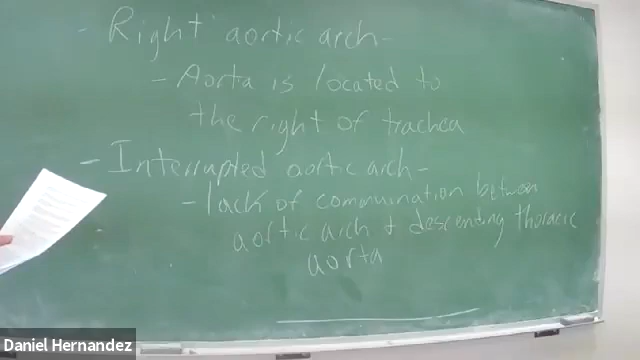 - Right aortic arch-
- Aorta is located to
the right of trachea
- Interrupted aortic arch-
- lack of communination between
aortic arch + descending thoracic
aorta
Daniel Hernandez